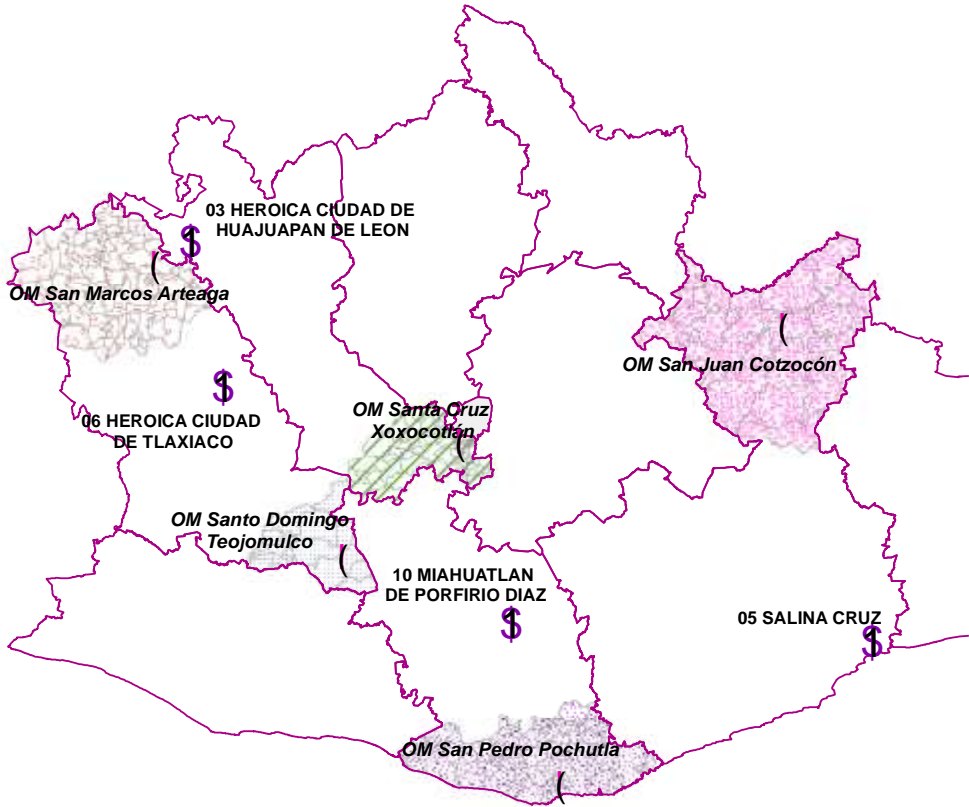 03 HEROICA CIUDAD DE
HUAJUAPAN DE LEON
OM San Marcos Arteaga
OM San Juan Cotzocón
06 HEROICA CIUDAD
DE TLAXIACO
OM Santa Cruz
Xoxocotlán
OM Santo Domingo
Teojomulco
10 MIAHUATLAN
DE PORFIRIO DIAZ
05 SALINA CRUZ
OM San Pedro Pochutla